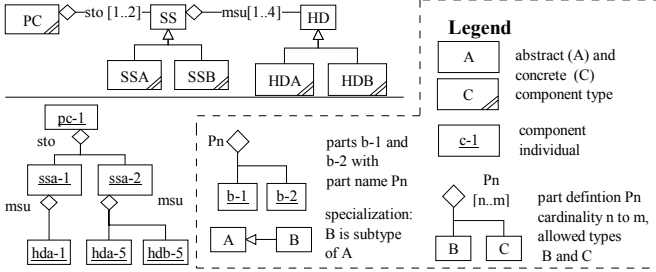 PC
sto [1..2]
SS
msu[1..4]
HD
SSA
SSB
HDA
HDB
pc-1
sto
ssa-1
ssa-2
msu
msu
hda-1
hda-5
hdb-5
Pn
b-1
b-2
parts b-1 and
b-2 with
part name Pn
A
B
specialization:
B is subtype
of A
Legend
A
abstract (A) and
concrete (C)
component type
C
c-1
component
individual
Pn
[n..m]
B
C
part defintion Pn
cardinality n to m,
allowed types
B and C